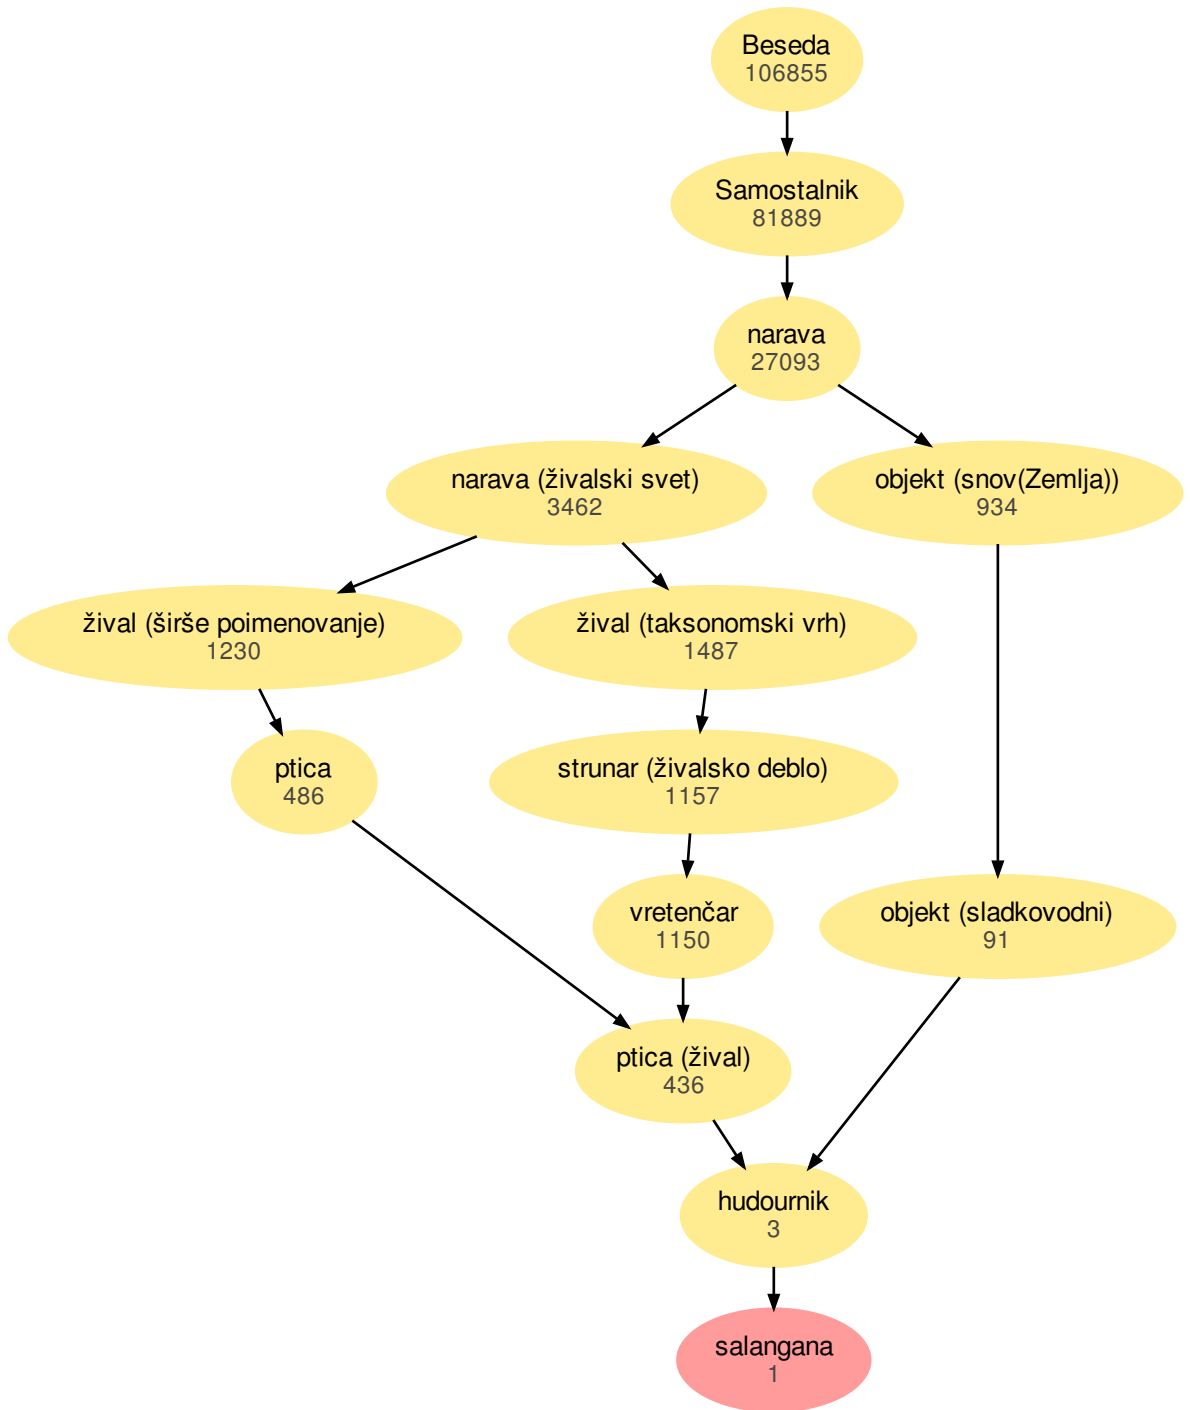 Beseda
106855
Samostalnik
81889
narava
27093
narava (živalski svet)
3462
objekt (snov(Zemlja))
934
žival (širše poimenovanje)
1230
žival (taksonomski vrh)
1487
ptica
486
strunar (živalsko deblo)
1157
vretenčar
1150
objekt (sladkovodni)
91
ptica (žival)
436
hudournik
3
salangana
1